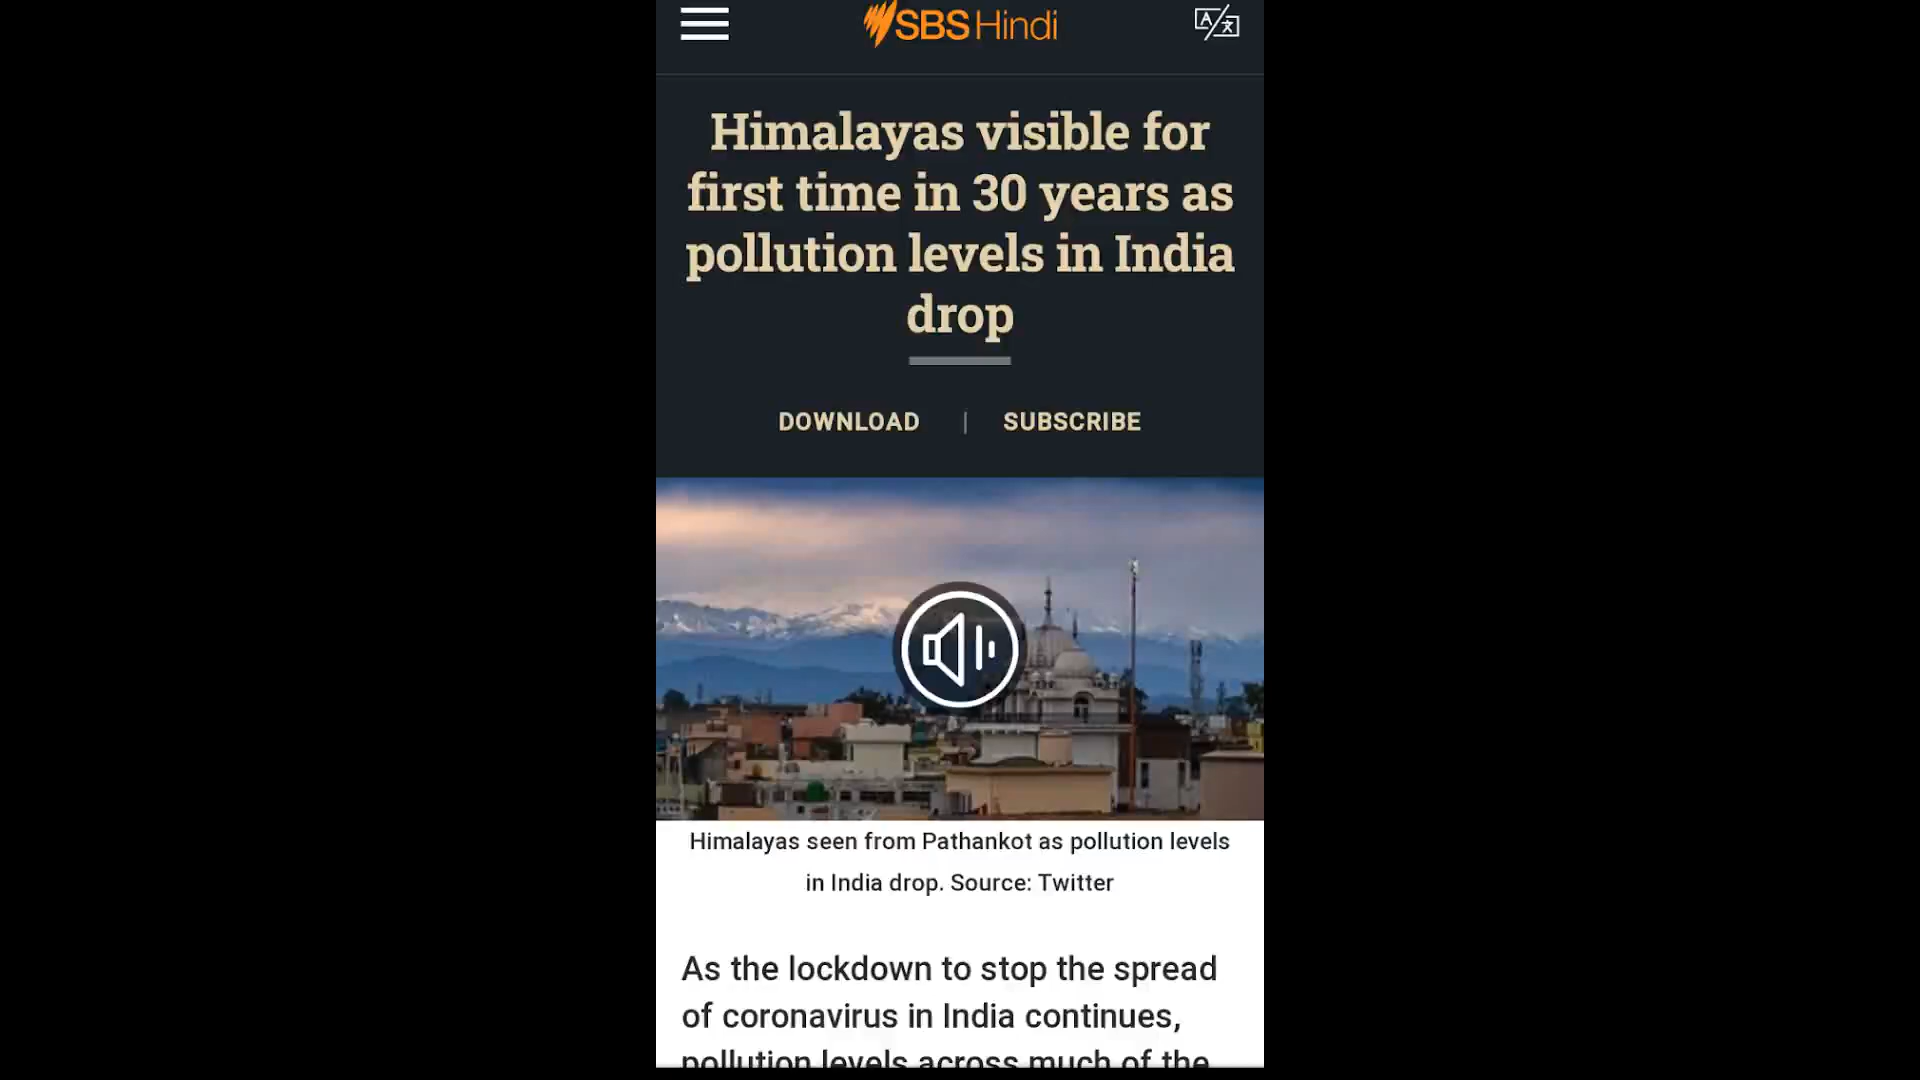 SBS Hindi
Himalayas visible for
first time in 30 years as
pollution levels in India
drop
DOWNLOAD | SUBSCRIBE
Himalayas seen from Pathankot as pollution levels
in India drop. Source: Twitter
As the lockdown to stop the spread
of coronavirus in India continues,
pollution levels across much of the